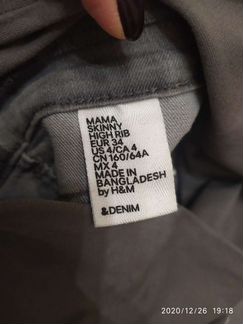 MAMA
SKINNY
HIGH RIB
EUR 34
US 4/CA 4
CN 160/64A
MX 4
MADE IN
BANGLADESH
by H&M
&DENIM
2020/12/26 19:18